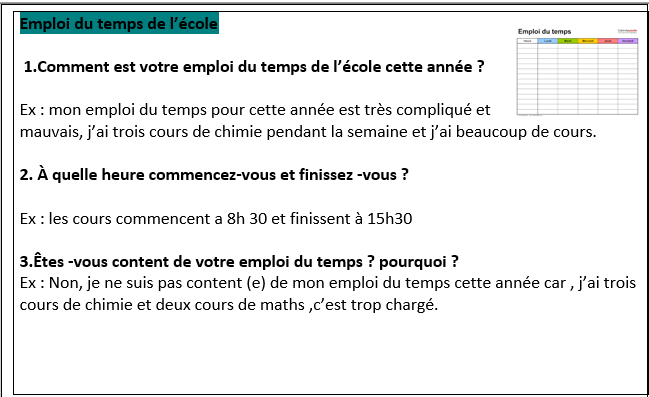 Emploi du temps de l’école
Emploi du temps
1.Comment est votre emploi du temps de l’école cette année ?
Ex : mon emploi du temps pour cette année est très compliqué et
mauvais, j’ai trois cours de chimie pendant la semaine et j’ai beaucoup de cours.
2. À quelle heure commencez-vous et finissez -vous ?
Ex : les cours commencent a 8h 30 et finissent à 15h30
3.Êtes -vous content de votre emploi du temps ? pourquoi ?
Ex : Non, je ne suis pas content (e) de mon emploi du temps cette année car , j’ai trois
cours de chimie et deux cours de maths ,c’est trop chargé.